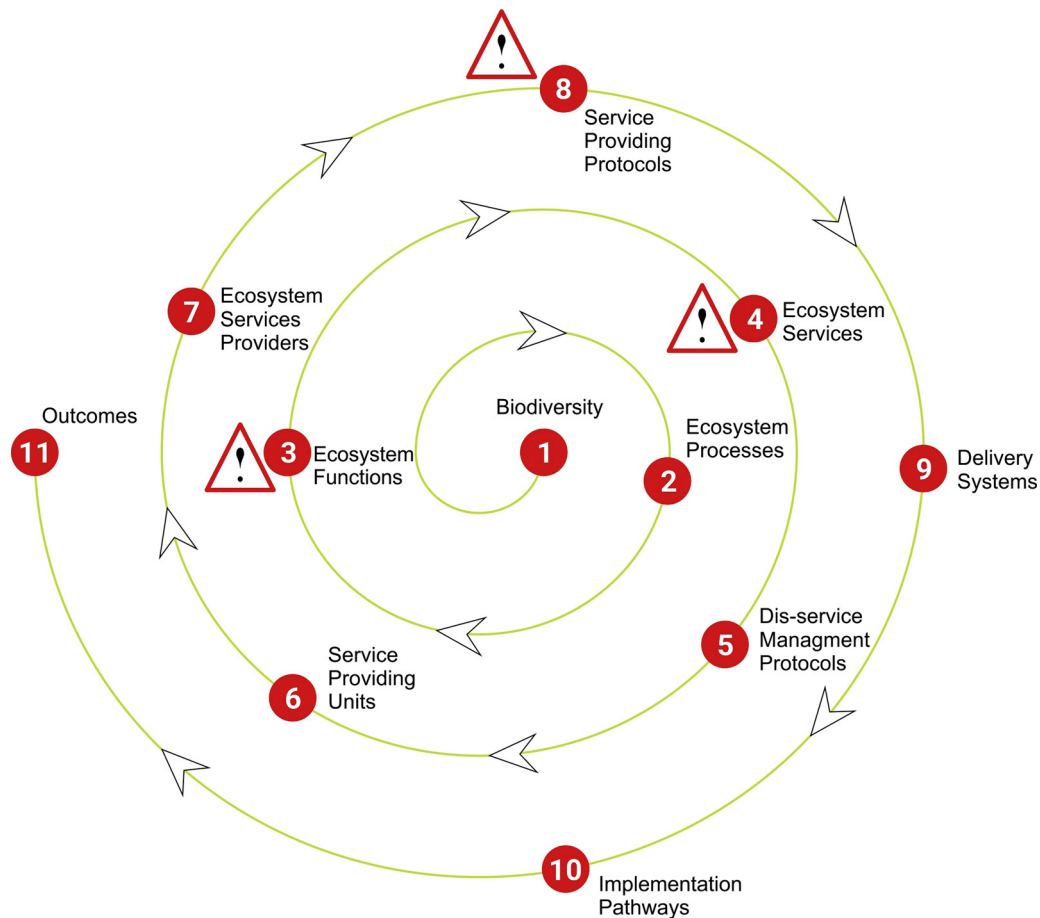 !
8
Service
Providing
Protocols
7
Ecosystem
Services
Providers
!
4
Ecosystem
Services
Outcomes
11
!
3
Ecosystem
Functions
Biodiversity
1
Ecosystem
Processes
2
9
Delivery
Systems
5
Dis-service
Managment
Protocols
6
Service
Providing
Units
10
Implementation
Pathways